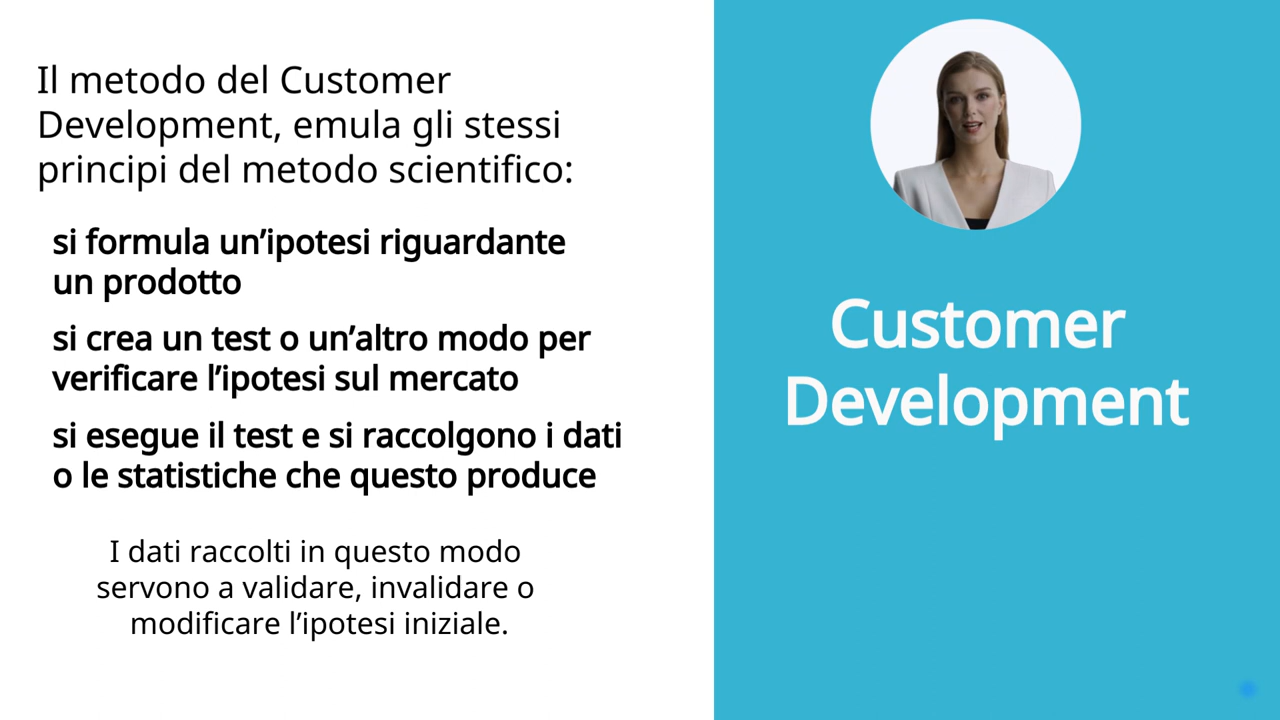 Il metodo del Customer
Development, emula gli stessi
principi del metodo scientifico:
si formula un’ipotesi riguardante
un prodotto
si crea un test o un’altro modo per
verificare l’ipotesi sul mercato
si esegue il test e si raccolgono i dati
o le statistiche che questo produce
I dati raccolti in questo modo
servono a validare, invalidare o
modificare l’ipotesi iniziale.
Customer
Development